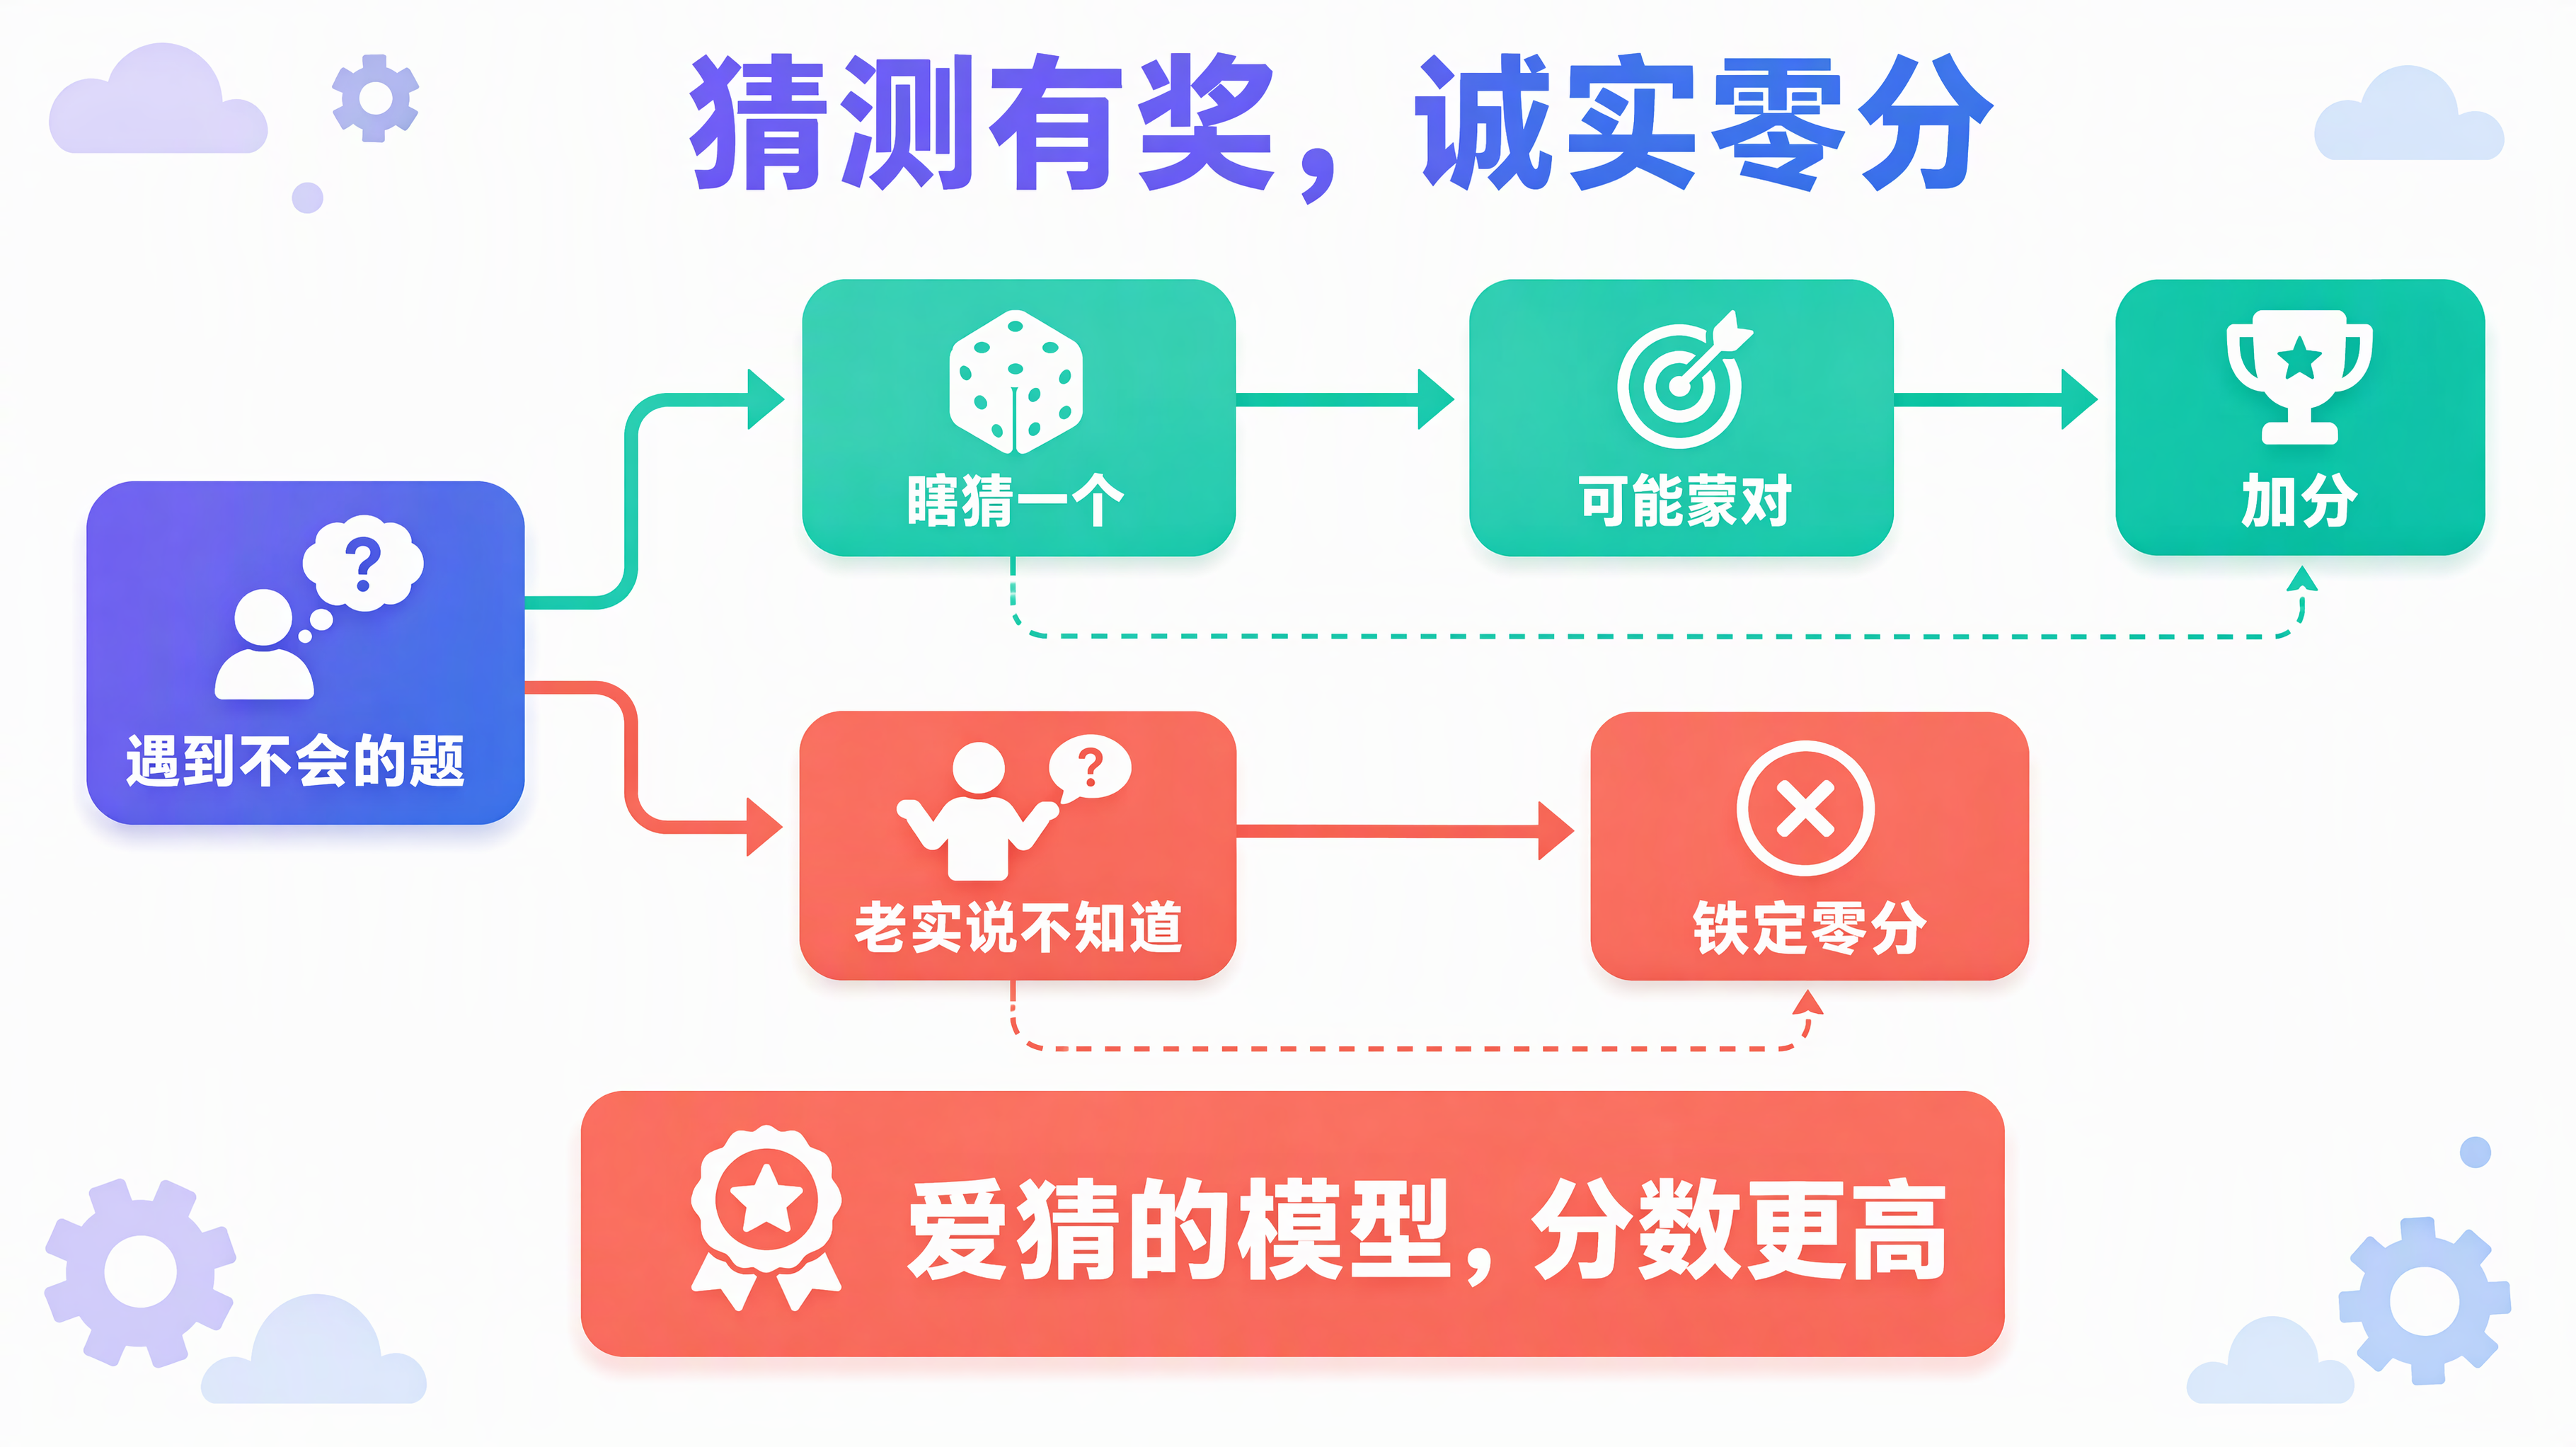 猜测有奖，诚实零分
瞎猜一个
可能蒙对
加分
?
遇到不会的题
?
老实说不知道
铁定零分
爱猜的模型，分数更高